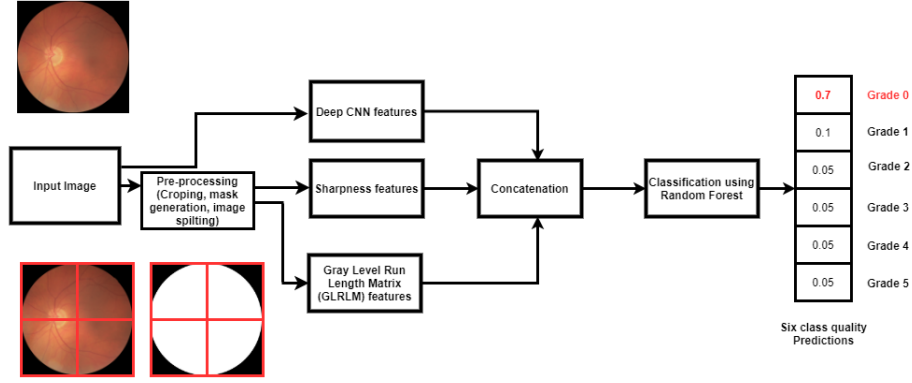 Input Image
Pre-processing
(Croping, mask
generation, image
spilting)
Deep CNN features
Sharpness features
Gray Level Run
Length Matrix
(GLRLM) features
Concatenation
Classification using
Random Forest
0.7 Grade 0
0.1 Grade 1
0.05 Grade 2
0.05 Grade 3
0.05 Grade 4
0.05 Grade 5
Six class quality
Predictions